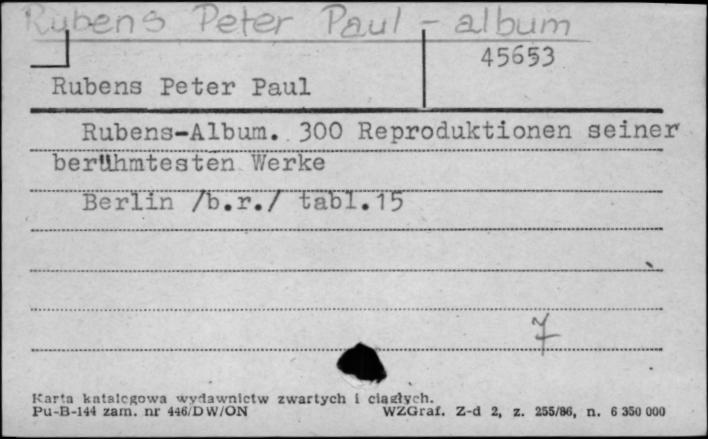 Rubens Peter Paul - album
45653
Rubens Peter Paul
Rubens-Album. 300 Reproduktionen seiner
berühmtesten Werke
Berlin /b.r./ tabl.15
7
Karta katalogowa wydawnictw zwartych i ciągłych.
Pu-B-144 zam. nr 446/DW/ON WZGraf. Z-d 2, z. 255/86, n. 6 350 000